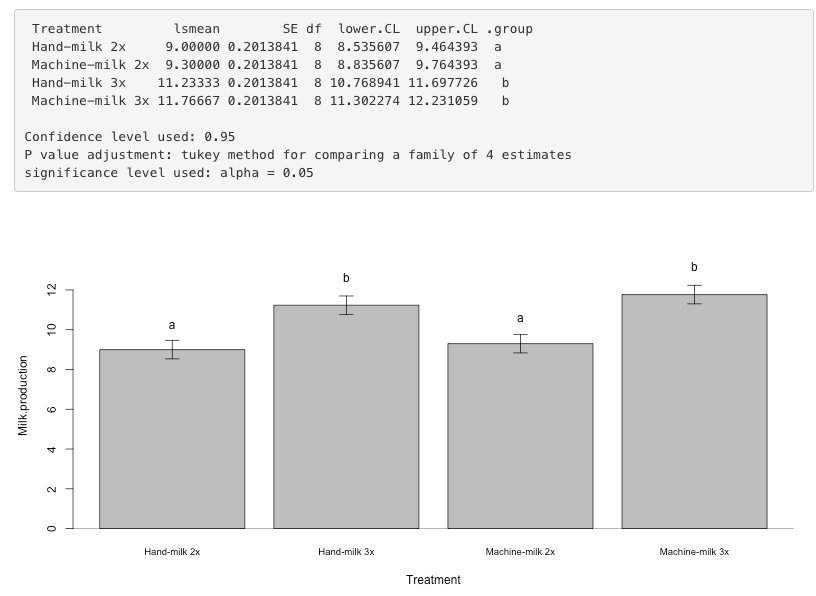 Treatment lsmean SE df lower.CL upper.CL .group
Hand-milk 2x 9.00000 0.2013841 8 8.535607 9.464393 a
Machine-milk 2x 9.30000 0.2013841 8 8.835607 9.764393 a
Hand-milk 3x 11.23333 0.2013841 8 10.768941 11.697726 b
Machine-milk 3x 11.76667 0.2013841 8 11.302274 12.231059 b
Confidence level used: 0.95
P value adjustment: tukey method for comparing a family of 4 estimates
significance level used: alpha = 0.05
a
b
a
b
Milk.production
12
10
8
6
4
2
0
Hand-milk 2x
Hand-milk 3x
Machine-milk 2x
Machine-milk 3x
Treatment